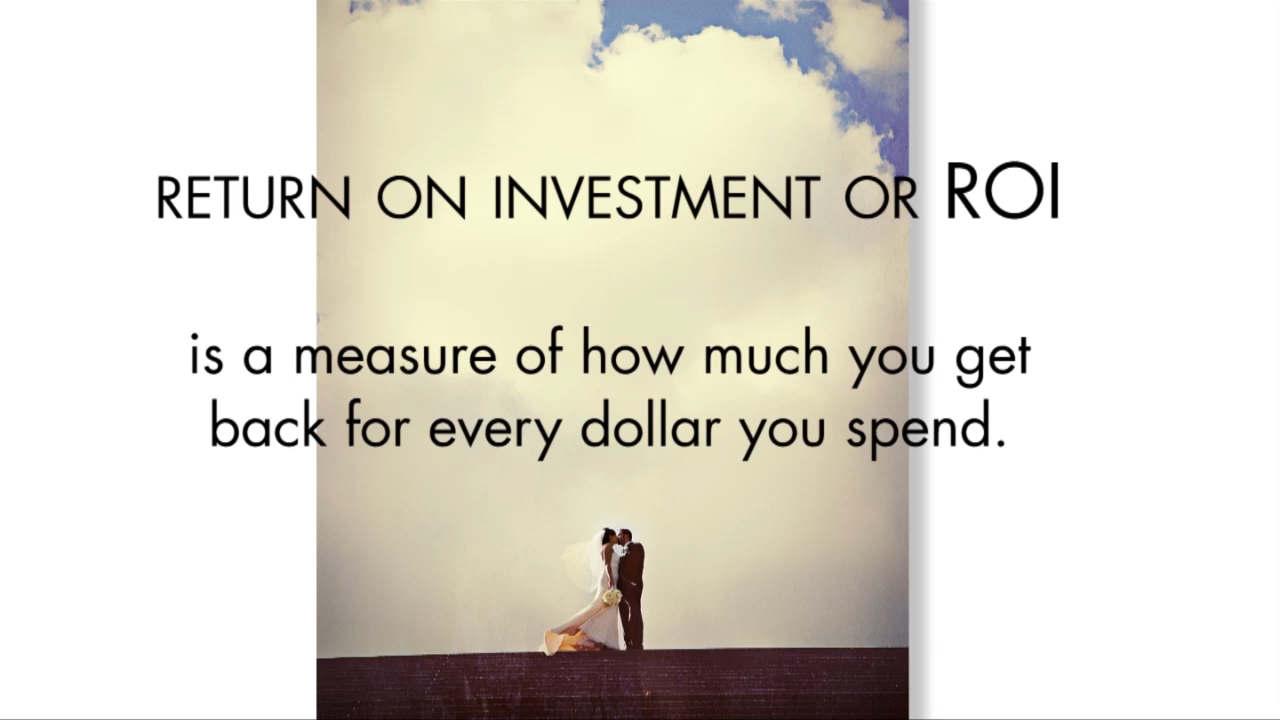 RETURN ON INVESTMENT OR ROI
is a measure of how much you get
back for every dollar you spend.